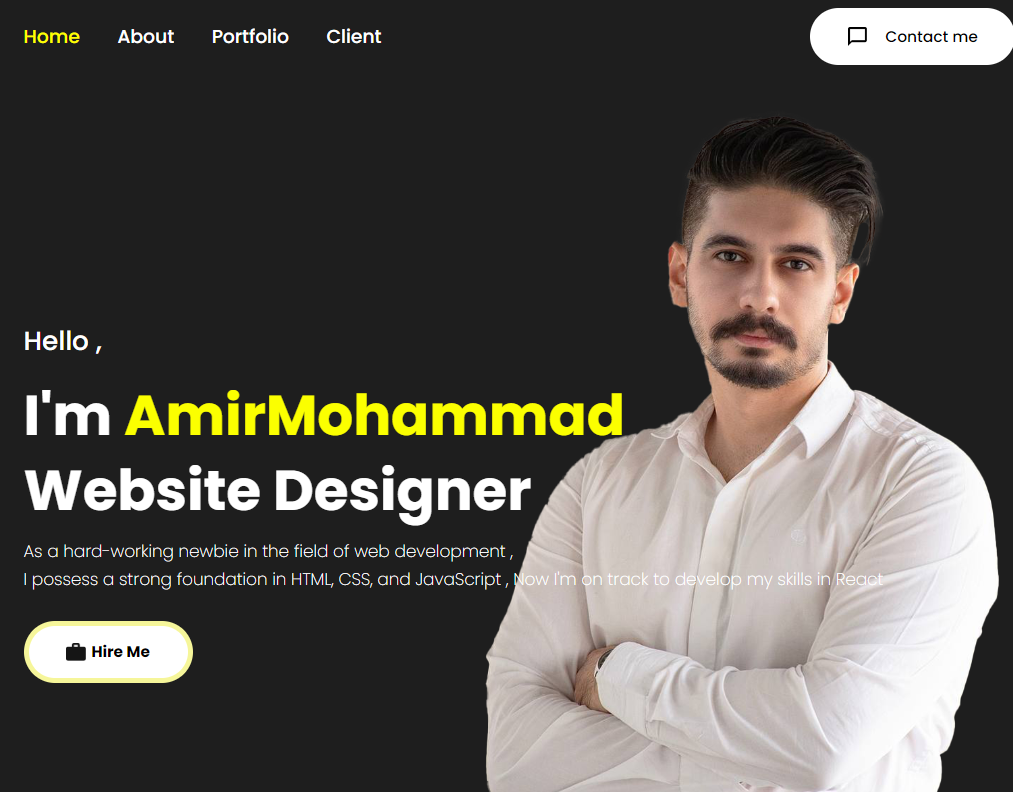 Home About Portfolio Client Contact me
Hello ,
I'm AmirMohammad
Website Designer
As a hard-working newbie in the field of web development ,
I possess a strong foundation in HTML, CSS, and JavaScript , Now I'm on track to develop my skills in React
Hire Me